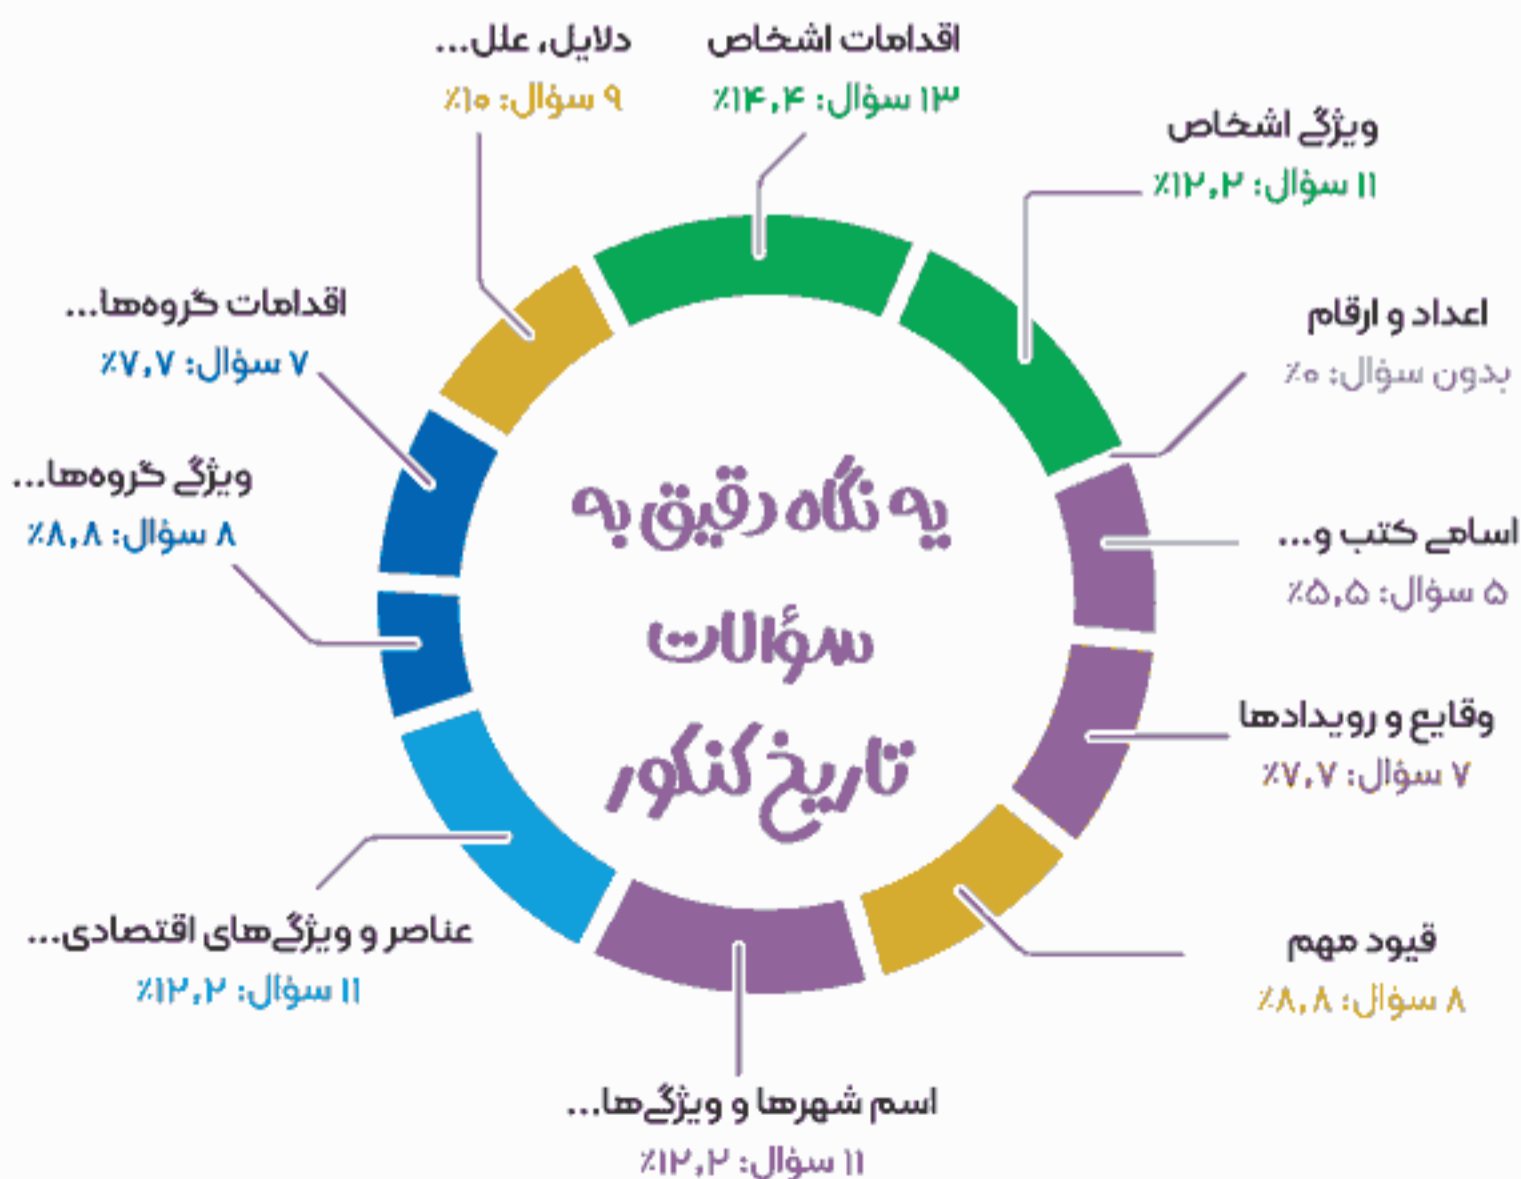 دلایل، علل...
۹ سؤال: ۱۰٪
اقدامات اشخاص
۱۳ سؤال: ۱۴,۴٪
ویژگی اشخاص
۱۱ سؤال: ۱۲,۲٪
اعداد و ارقام
بدون سؤال: ۰٪
اسامی کتب و...
۵ سؤال: ۵,۵٪
وقایع و رویدادها
۷ سؤال: ۷,۷٪
قیود مهم
۸ سؤال: ۸,۸٪
اسم شهرها و ویژگی‌ها...
۱۱ سؤال: ۱۲,۲٪
عناصر و ویژگی‌های اقتصادی...
۱۱ سؤال: ۱۲,۲٪
ویژگی گروه‌ها...
۸ سؤال: ۸,۸٪
اقدامات گروه‌ها...
۷ سؤال: ۷,۷٪
یه نگاه دقیق به
سؤالات
تاریخ کنکور